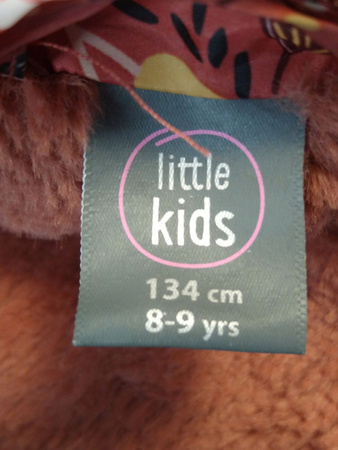 little
kids
134 cm
8-9 yrs